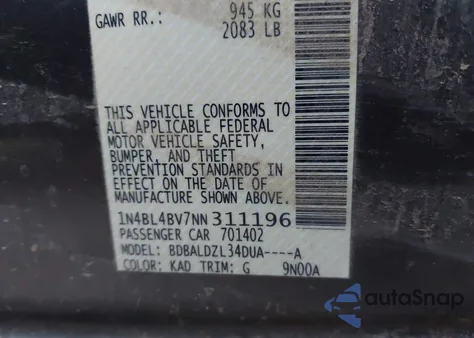 GAWR RR.: 945 KG
2083 LB
THIS VEHICLE CONFORMS TO
ALL APPLICABLE FEDERAL
MOTOR VEHICLE SAFETY,
BUMPER, AND THEFT
PREVENTION STANDARDS IN
EFFECT ON THE DATE OF
MANUFACTURE SHOWN ABOVE.
1N4BL4BV7NN311196
PASSENGER CAR 701402
MODEL: BDBALDZL34DUA----A
COLOR: KAD TRIM: G 9N00A
autoSnap